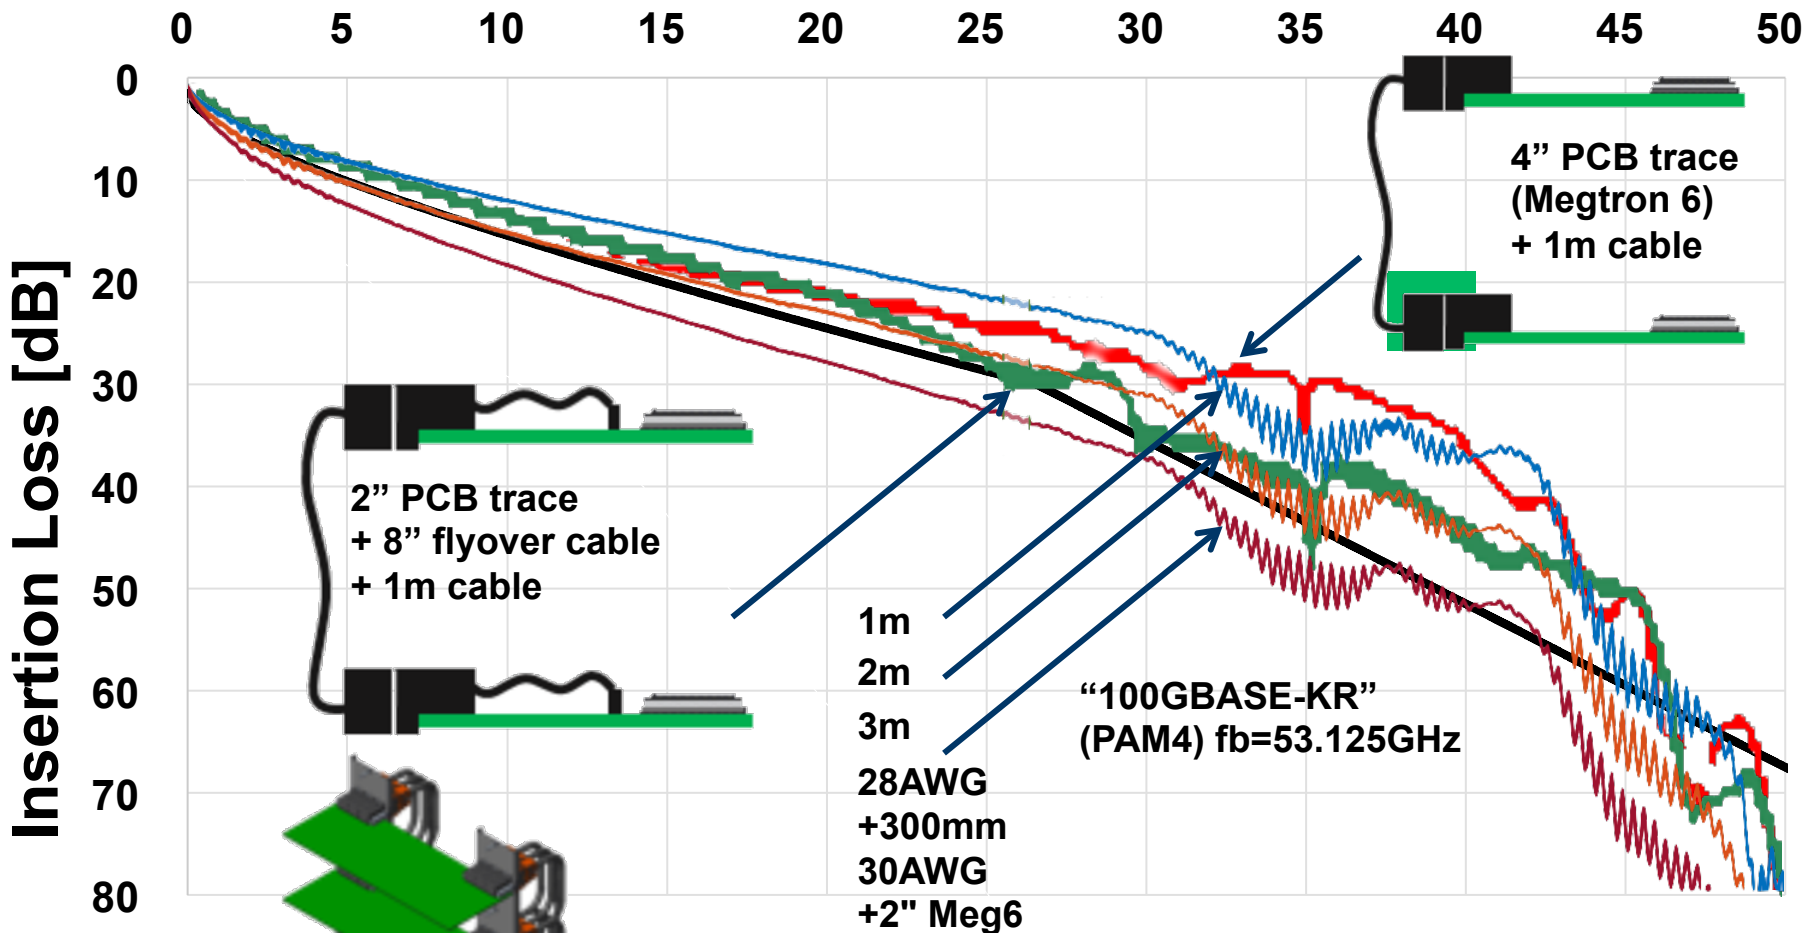 0 5 10 15 20 25 30 35 40 45 50
0
10
20
30
40
50
60
70
80
Insertion Loss [dB]
4” PCB trace
(Megtron 6)
+ 1m cable
2” PCB trace
+ 8” flyover cable
+ 1m cable
1m
2m
3m
28AWG
+300mm
30AWG
+2" Meg6
“100GBASE-KR”
(PAM4) fb=53.125GHz